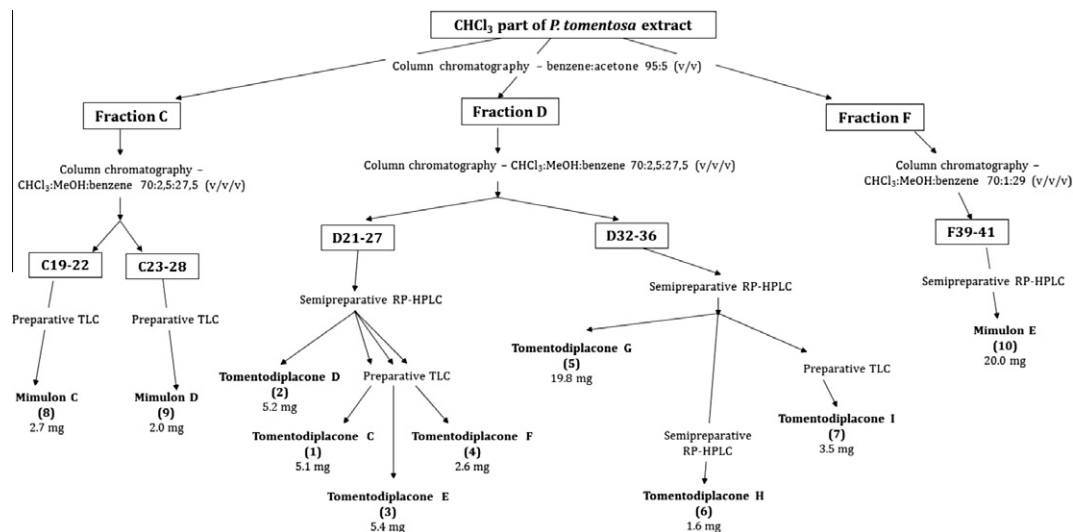 CHCl₃ part of P. tomentosa extract
Column chromatography – benzene:acetone 95:5 (v/v)
Fraction C
Fraction D
Fraction F
Column chromatography –
CHCl₃:MeOH:benzene 70:2,5:27,5 (v/v/v)
Column chromatography – CHCl₃:MeOH:benzene 70:2,5:27,5 (v/v/v)
Column chromatography –
CHCl₃:MeOH:benzene 70:1:29 (v/v/v)
C19-22
C23-28
D21-27
D32-36
F39-41
Preparative TLC
Preparative TLC
Semipreparative RP-HPLC
Semipreparative RP-HPLC
Semipreparative RP-HPLC
Mimulon C
(8)
2.7 mg
Mimulon D
(9)
2.0 mg
Tomentodiplacone D
(2)
5.2 mg
Preparative TLC
Tomentodiplacone C
(1)
5.1 mg
Tomentodiplacone F
(4)
2.6 mg
Tomentodiplacone E
(3)
5.4 mg
Tomentodiplacone G
(5)
19.8 mg
Semipreparative
RP-HPLC
Tomentodiplacone H
(6)
1.6 mg
Preparative TLC
Tomentodiplacone I
(7)
3.5 mg
Mimulon E
(10)
20.0 mg